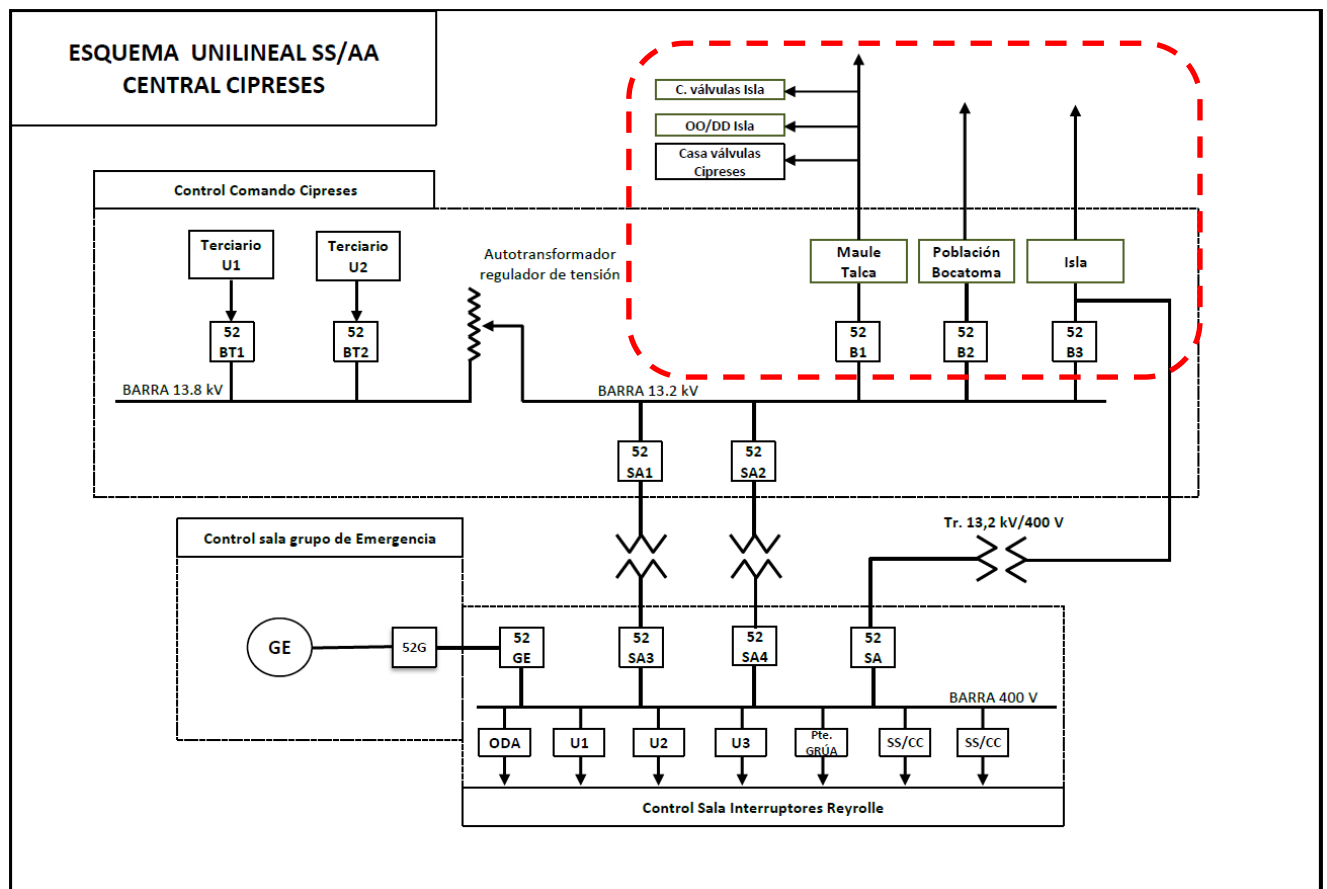 ESQUEMA UNILINEAL SS/AA
CENTRAL CIPRESES
C. válvulas Isla
OO/DD Isla
Casa válvulas
Cipreses
Control Comando Cipreses
Terciario
U1
Terciario
U2
Autotransformador
regulador de tensión
Maule
Talca
Población
Bocatoma
Isla
52
BT1
52
BT2
52
B1
52
B2
52
B3
BARRA 13.8 kV
BARRA 13.2 kV
52
SA1
52
SA2
Tr. 13,2 kV/400 V
Control sala grupo de Emergencia
GE
52G
52
GE
52
SA3
52
SA4
52
SA
BARRA 400 V
ODA
U1
U2
U3
Pte.
GRÚA
SS/CC
SS/CC
Control Sala Interruptores Reyrolle